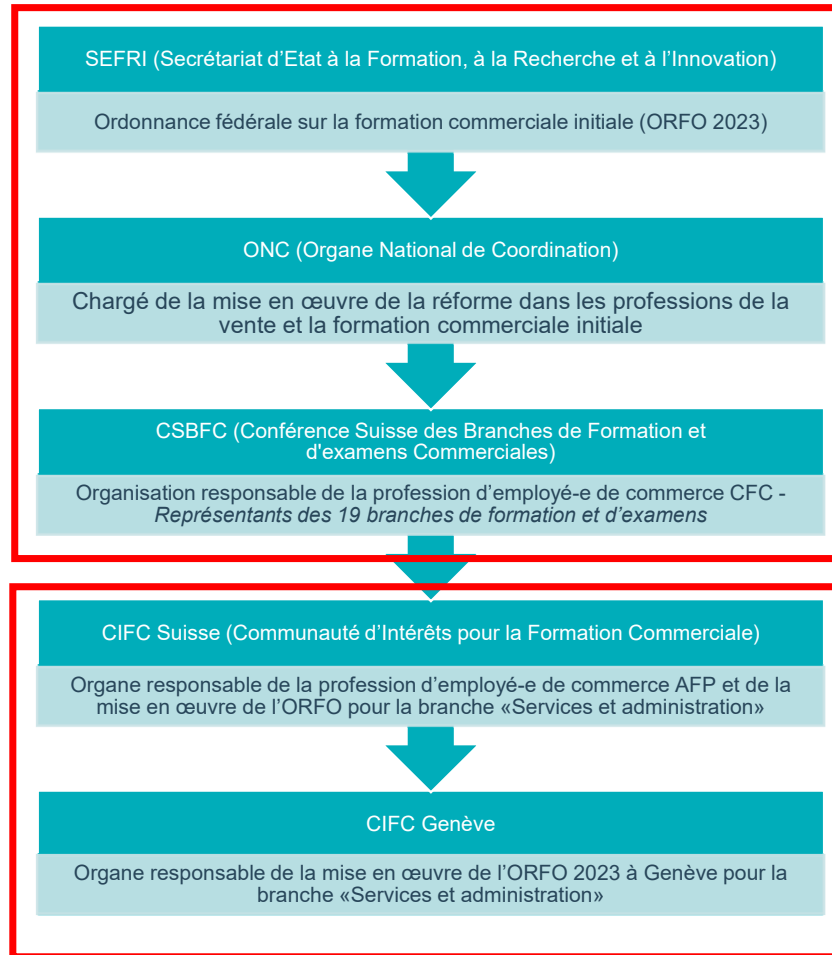 SEFRI (Secrétariat d'Etat à la Formation, à la Recherche et à l'Innovation)
Ordonnance fédérale sur la formation commerciale initiale (ORFO 2023)
ONC (Organe National de Coordination)
Chargé de la mise en œuvre de la réforme dans les professions de la
vente et la formation commerciale initiale
CSBFC (Conférence Suisse des Branches de Formation et
d'examens Commerciales)
Organisation responsable de la profession d'employé-e de commerce CFC -
Représentants des 19 branches de formation et d'examens
CIFC Suisse (Communauté d'Intérêts pour la Formation Commerciale)
Organe responsable de la profession d'employé-e de commerce AFP et de la
mise en œuvre de l'ORFO pour la branche «Services et administration»
CIFC Genève
Organe responsable de la mise en œuvre de l'ORFO 2023 à Genève pour la
branche «Services et administration»